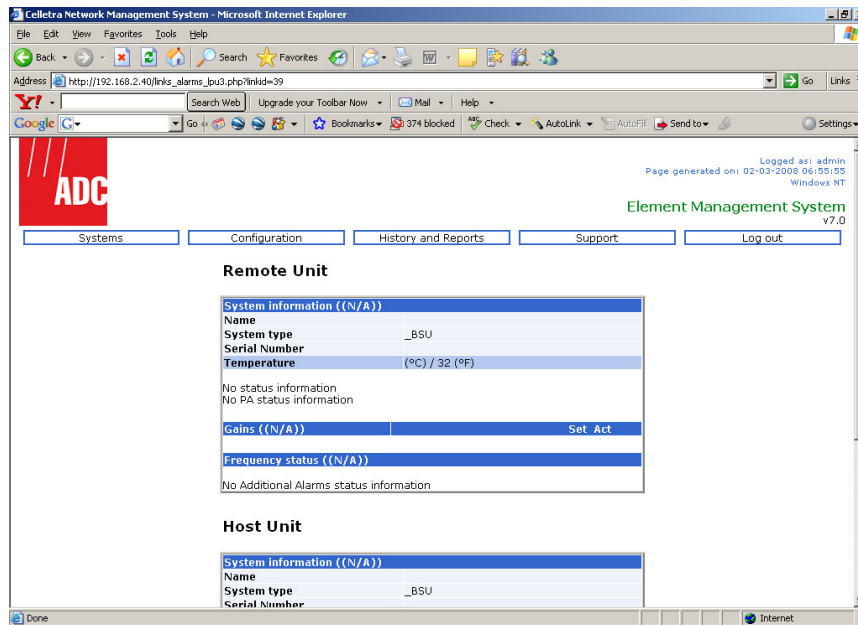 Celletra Network Management System - Microsoft Internet Explorer
File Edit View Favorites Tools Help
Back Search Favorites
Address http://192.168.2.40/links_alarms_lpu3.php?linkid=39 Go Links
Y! Search Web Upgrade your Toolbar Now Mail Help
Google G Go Bookmarks 374 blocked ABC Check AutoLink AutoFill Send to Settings
ADC
Logged as: admin
Page generated on: 02-03-2008 06:55:55
Windows NT
Element Management System
v7.0
Systems Configuration History and Reports Support Log out
Remote Unit
System information ((N/A))
Name
System type _BSU
Serial Number
Temperature (°C) / 32 (°F)
No status information
No PA status information
Gains ((N/A)) Set Act
Frequency status ((N/A))
No Additional Alarms status information
Host Unit
System information ((N/A))
Name
System type _BSU
Serial Number
Done Internet